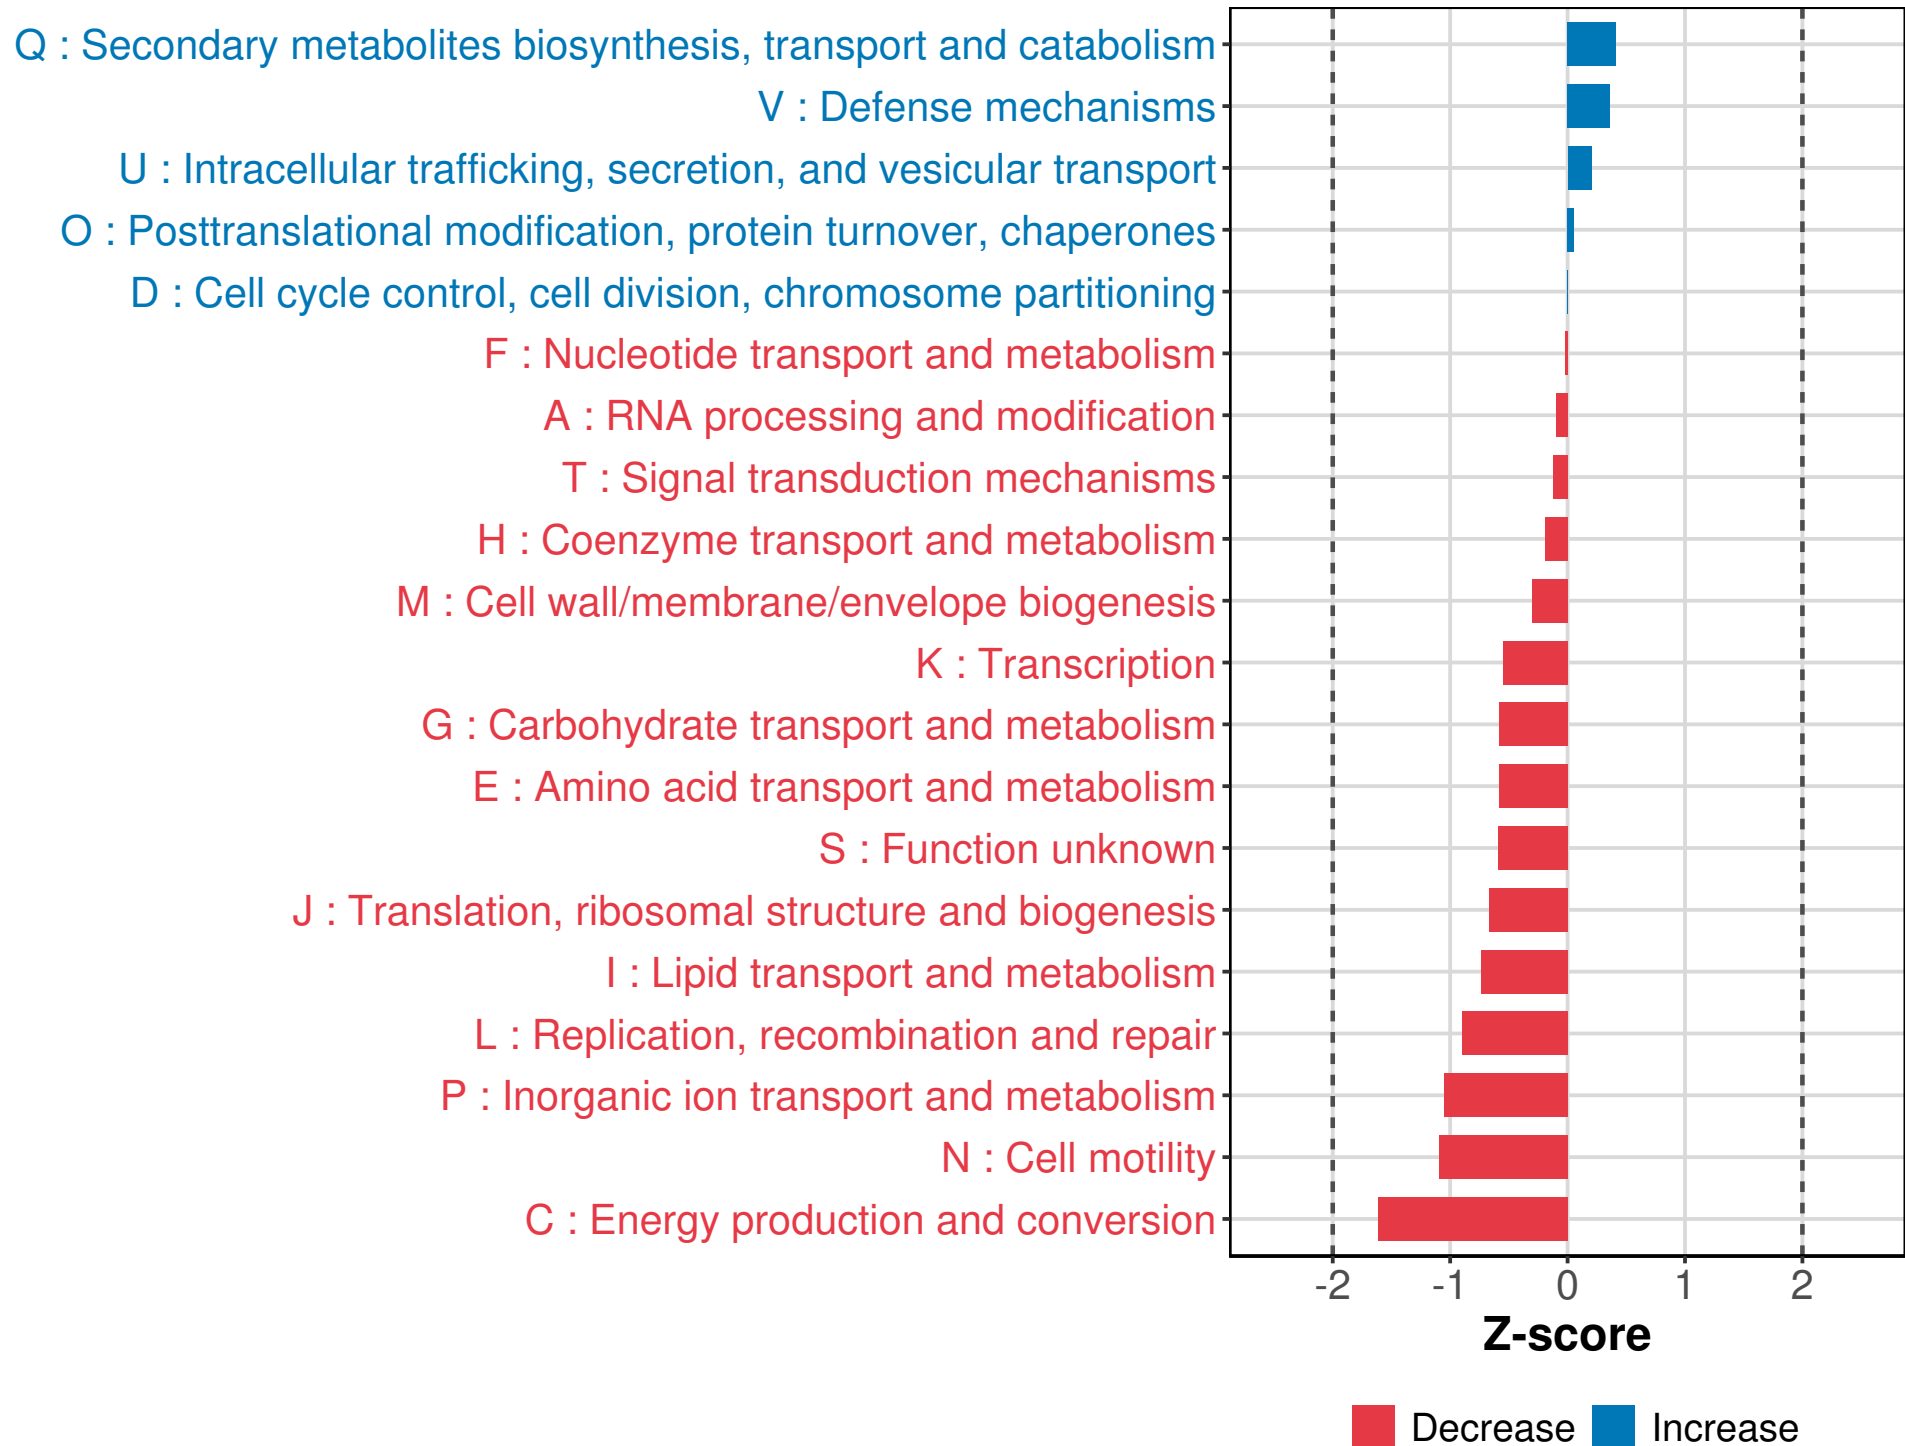 Q : Secondary metabolites biosynthesis, transport and catabolism
V : Defense mechanisms
U : Intracellular trafficking, secretion, and vesicular transport
O : Posttranslational modification, protein turnover, chaperones
D : Cell cycle control, cell division, chromosome partitioning
F : Nucleotide transport and metabolism
A : RNA processing and modification
T : Signal transduction mechanisms
H : Coenzyme transport and metabolism
M : Cell wall/membrane/envelope biogenesis
K : Transcription
G : Carbohydrate transport and metabolism
E : Amino acid transport and metabolism
S : Function unknown
J : Translation, ribosomal structure and biogenesis
I : Lipid transport and metabolism
L : Replication, recombination and repair
P : Inorganic ion transport and metabolism
N : Cell motility
C : Energy production and conversion
-2 -1 0 1 2
Z-score
Decrease Increase